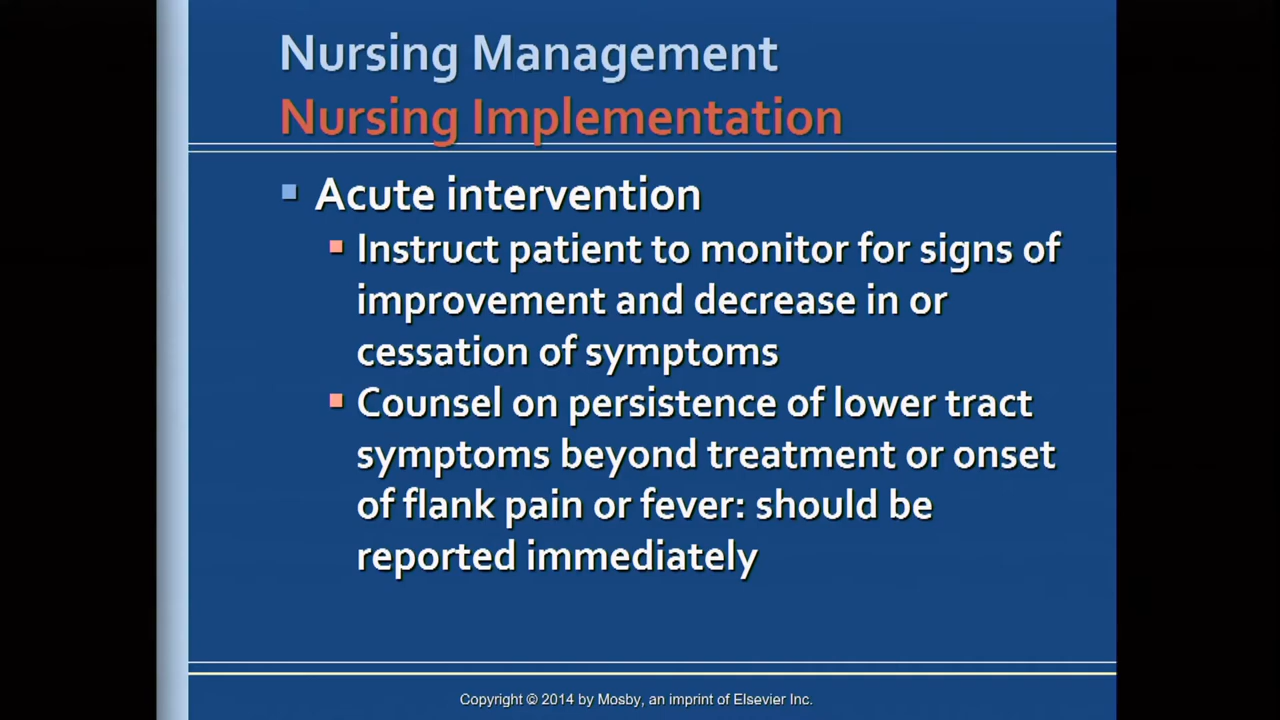 Nursing Management
Nursing Implementation
Acute intervention
Instruct patient to monitor for signs of
improvement and decrease in or
cessation of symptoms
Counsel on persistence of lower tract
symptoms beyond treatment or onset
of flank pain or fever: should be
reported immediately
Copyright © 2014 by Mosby, an imprint of Elsevier Inc.